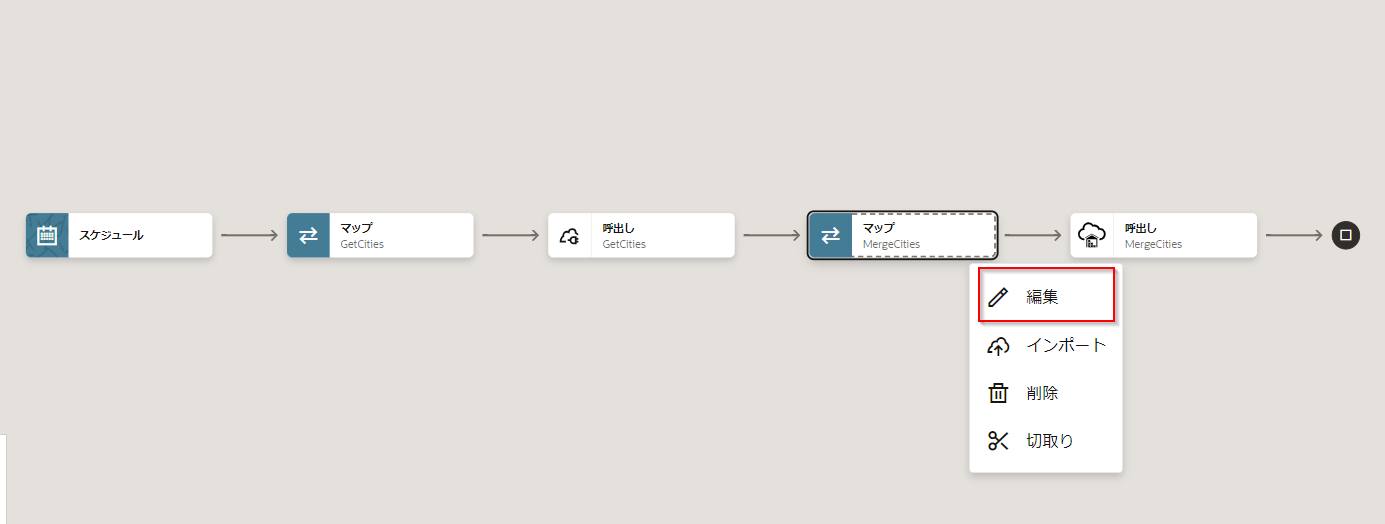 スケジュール
マップ
GetCities
呼出し
GetCities
マップ
MergeCities
呼出し
MergeCities
編集
インポート
削除
切取り